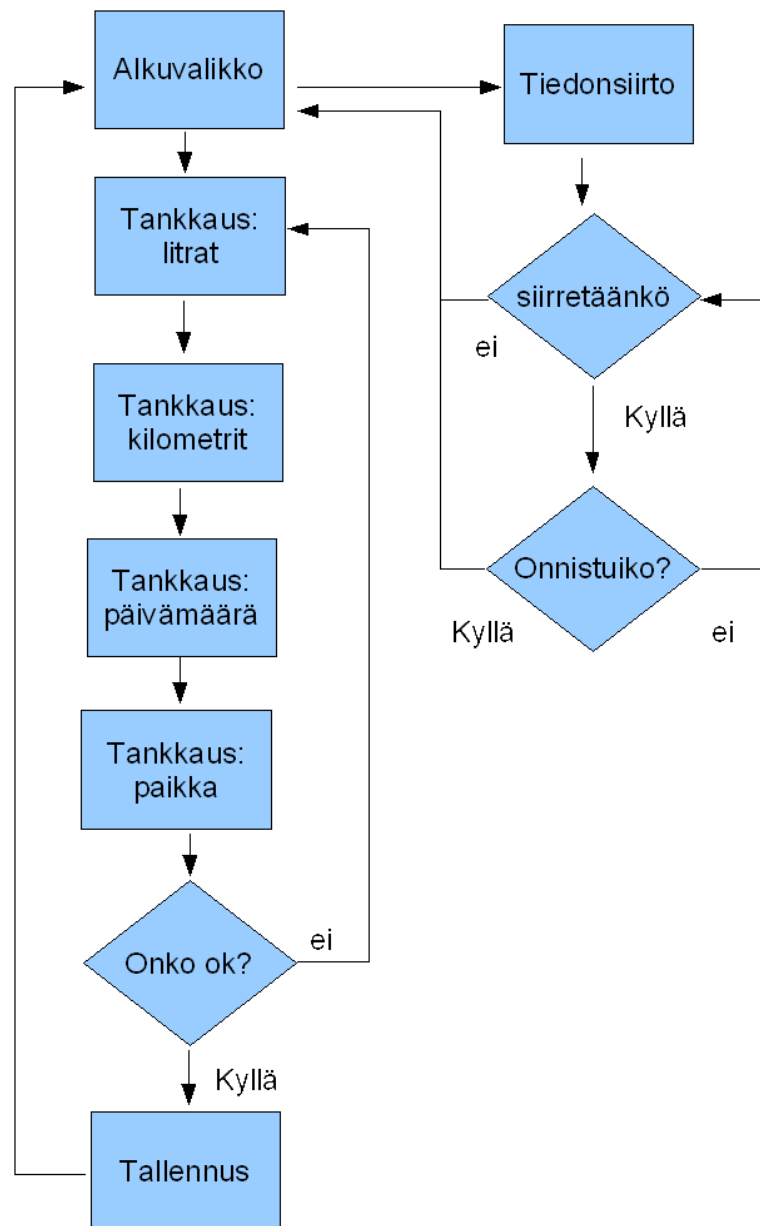 Alkuvalikko
Tiedonsiirto
Tankkaus:
litrat
siirretäänkö
ei
Kyllä
Tankkaus:
kilometrit
Onnistuiko?
Kyllä
ei
Tankkaus:
päivämäärä
Tankkaus:
paikka
Onko ok?
ei
Kyllä
Tallennus